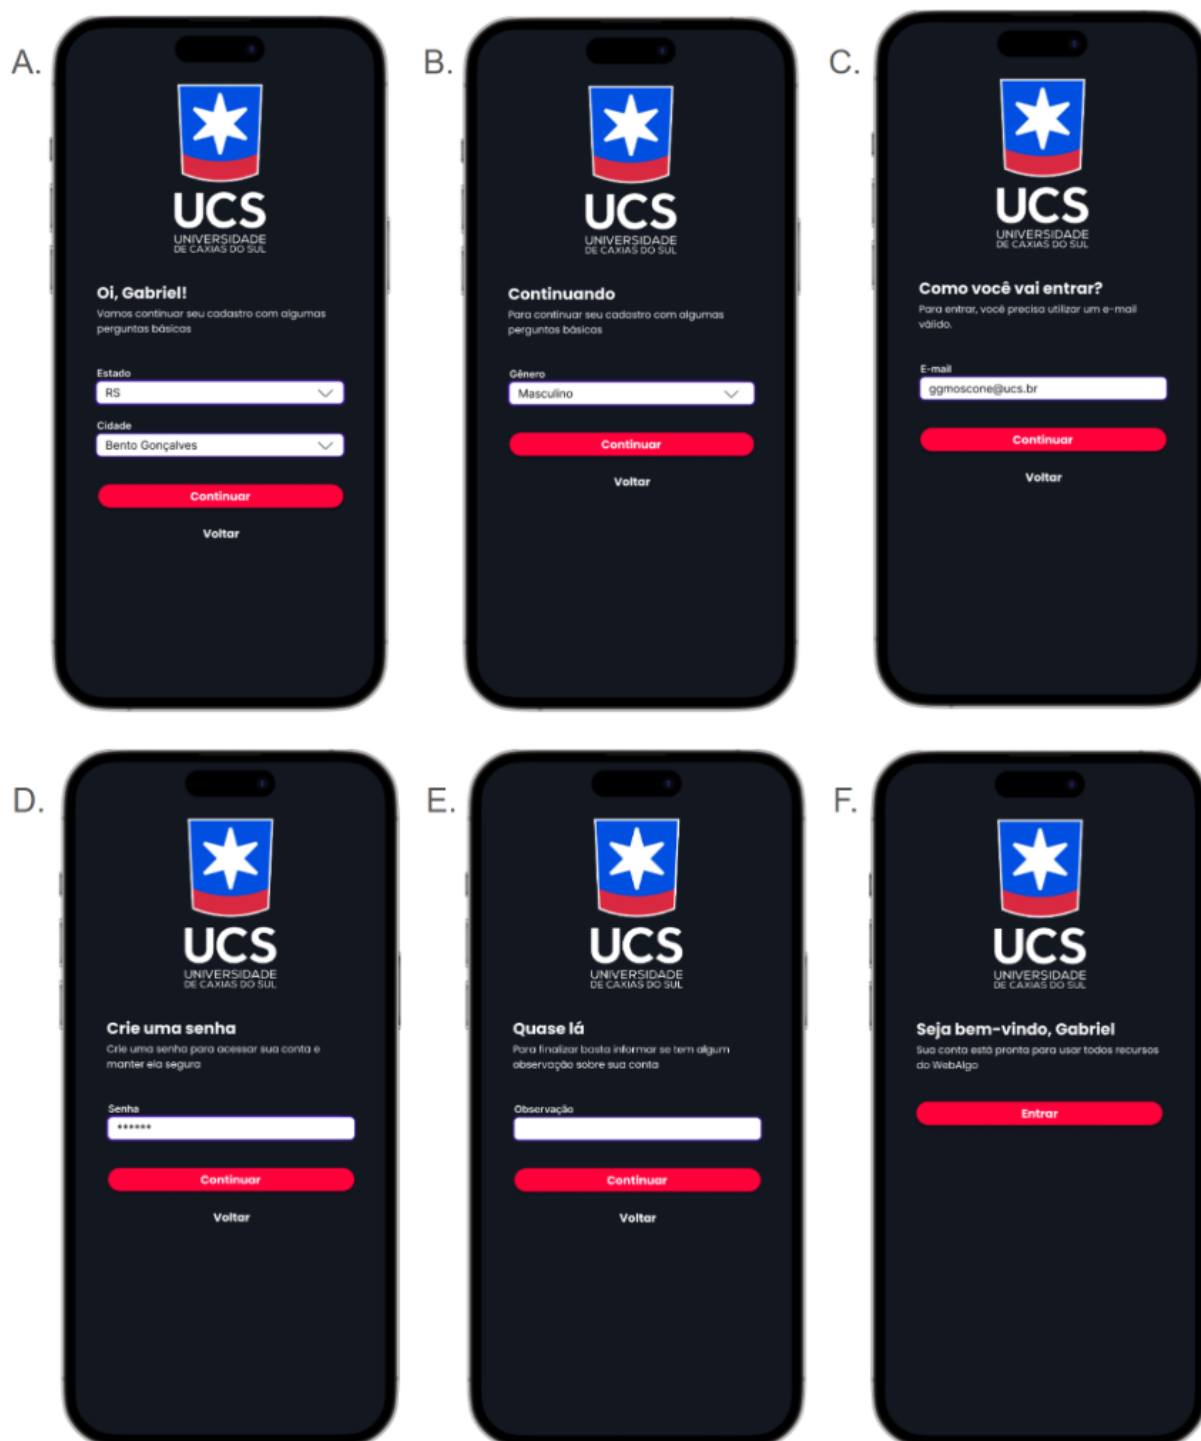 A.
UCS
UNIVERSIDADE
DE CAXIAS DO SUL
Oi, Gabriel!
Vamos continuar seu cadastro com algumas
perguntas básicas
Estado
RS
Cidade
Bento Gonçalves
Continuar
Voltar
B.
UCS
UNIVERSIDADE
DE CAXIAS DO SUL
Continuando
Para continuar seu cadastro com algumas
perguntas básicas
Gênero
Masculino
Continuar
Voltar
C.
UCS
UNIVERSIDADE
DE CAXIAS DO SUL
Como você vai entrar?
Para entrar, você precisa utilizar um e-mail
válido.
E-mail
ggmoscone@ucs.br
Continuar
Voltar
D.
UCS
UNIVERSIDADE
DE CAXIAS DO SUL
Crie uma senha
Crie uma senha para acessar sua conta e
manter ela segura
Senha
******
Continuar
Voltar
E.
UCS
UNIVERSIDADE
DE CAXIAS DO SUL
Quase lá
Para finalizar basta informar se tem algum
observação sobre sua conta
Observação
Continuar
Voltar
F.
UCS
UNIVERSIDADE
DE CAXIAS DO SUL
Seja bem-vindo, Gabriel
Sua conta está pronta para usar todos recursos
do WebAlgo
Entrar